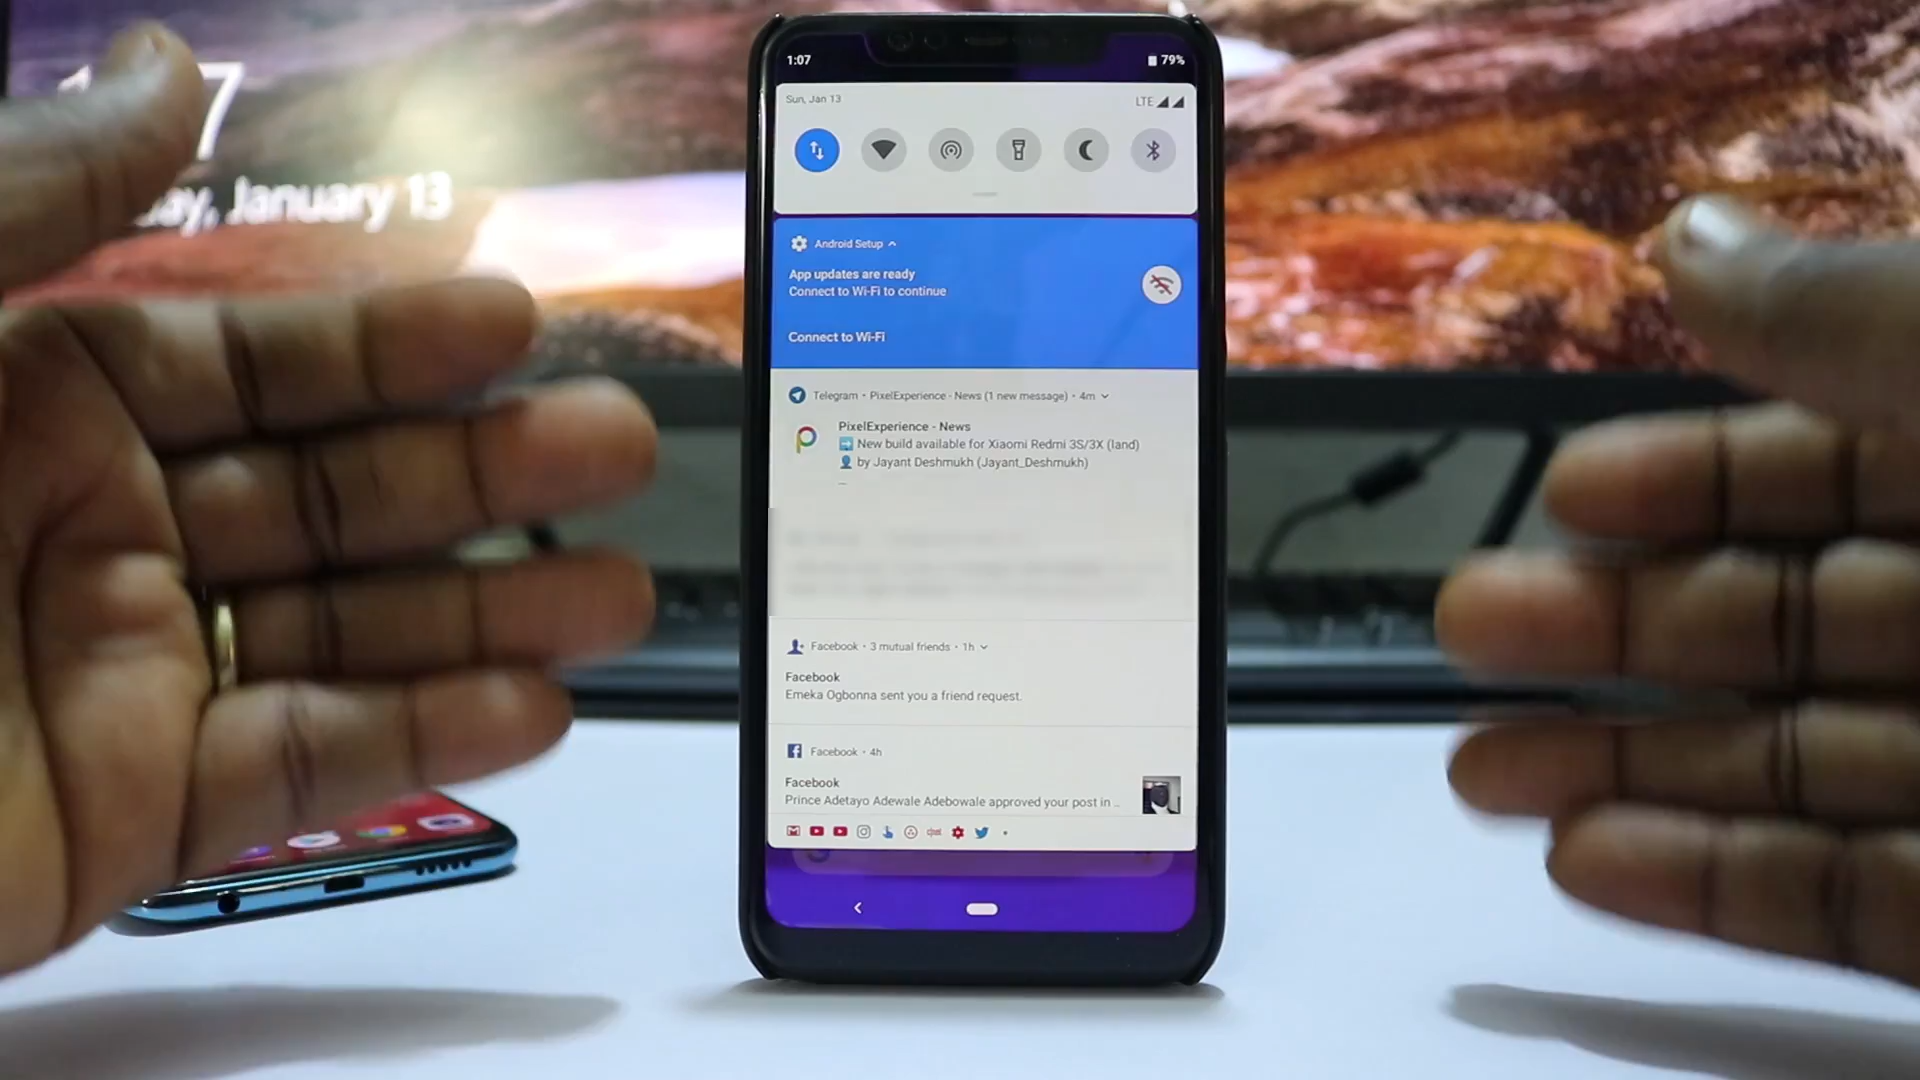 7
ay, January 13
1:07
79%
Sun, Jan 13
LTE
Android Setup
App updates are ready
Connect to Wi-Fi to continue
Connect to Wi-Fi
Telegram • PixelExperience - News (1 new message) • 4m
PixelExperience - News
New build available for Xiaomi Redmi 3S/3X (land)
by Jayant Deshmukh (Jayant_Deshmukh)
...
Facebook • 3 mutual friends • 1h
Facebook
Emeka Ogbonna sent you a friend request.
Facebook • 4h
Facebook
Prince Adetayo Adewale Adebowale approved your post in ...